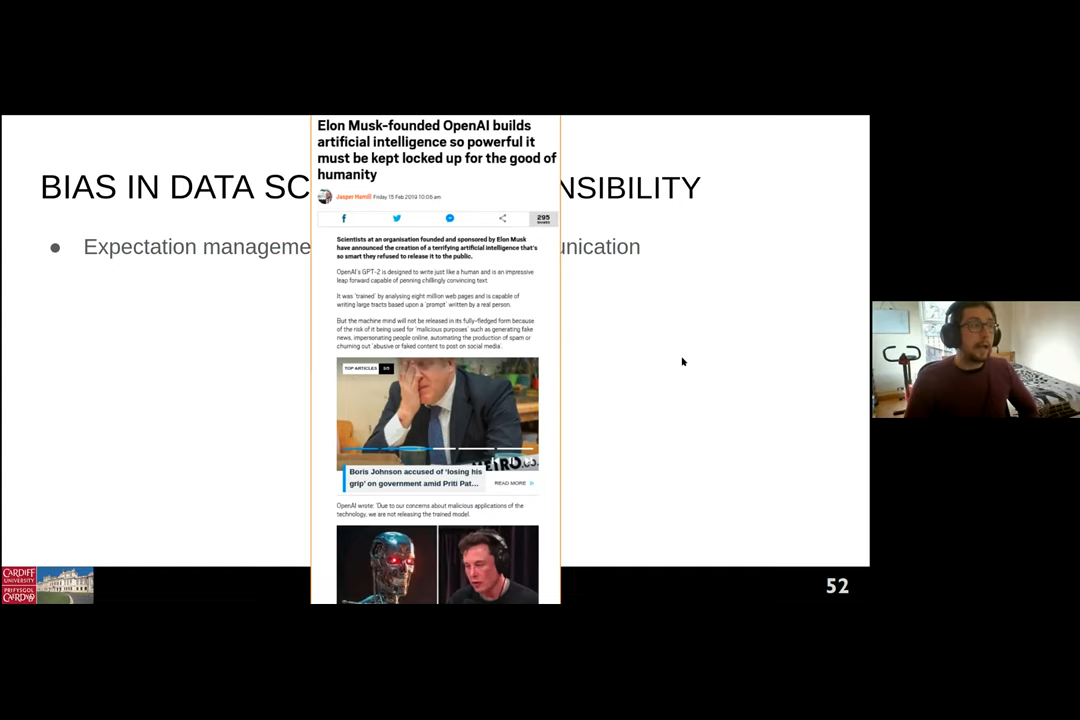 Elon Musk-founded OpenAI builds
artificial intelligence so powerful it
must be kept locked up for the good of
humanity
BIAS IN DATA SC
NSIBILITY
Jasper Hamill Friday 15 Feb 2019 10:06 am
295
SHARES
Expectation manageme
unication
Scientists at an organisation founded and sponsored by Elon Musk
have announced the creation of a terrifying artificial intelligence that's
so smart they refused to release it to the public.
OpenAI's GPT-2 is designed to write just like a human and is an impressive
leap forward capable of penning chillingly convincing text.
It was 'trained' by analysing eight million web pages and is capable of
writing large tracts based upon a 'prompt' written by a real person.
But the machine mind will not be released in its fully-fledged form because
of the risk of it being used for 'malicious purposes' such as generating fake
news, impersonating people online, automating the production of spam or
churning out 'abusive or faked content to post on social media'.
TOP ARTICLES
METRO.CO.
Boris Johnson accused of 'losing his
grip' on government amid Priti Pat...
READ MORE
OpenAI wrote: 'Due to our concerns about malicious applications of the
technology, we are not releasing the trained model.
CARDIFF
UNIVERSITY
PRIFYSGOL
CAERDYDD
52